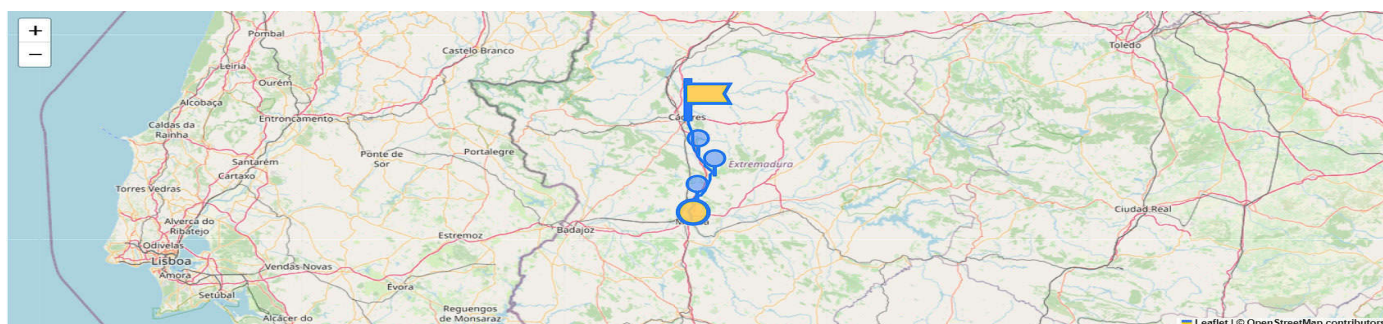 +
−
Pombal
Leiria
Ourém
Alcobaça
Caldas da
Rainha
Entroncamento
Santarém
Cartaxo
Torres Vedras
Alverca do
Ribatejo
Odivelas
Lisboa
Amora
Setúbal
Alcácer do
Vendas Novas
Évora
Estremoz
Reguengos
de Monsaraz
Ponte de
Sor
Portalegre
Castelo Branco
Badajoz
Cáceres
Extremadura
Toledo
Ciudad Real
Leaflet | © OpenStreetMap contributors